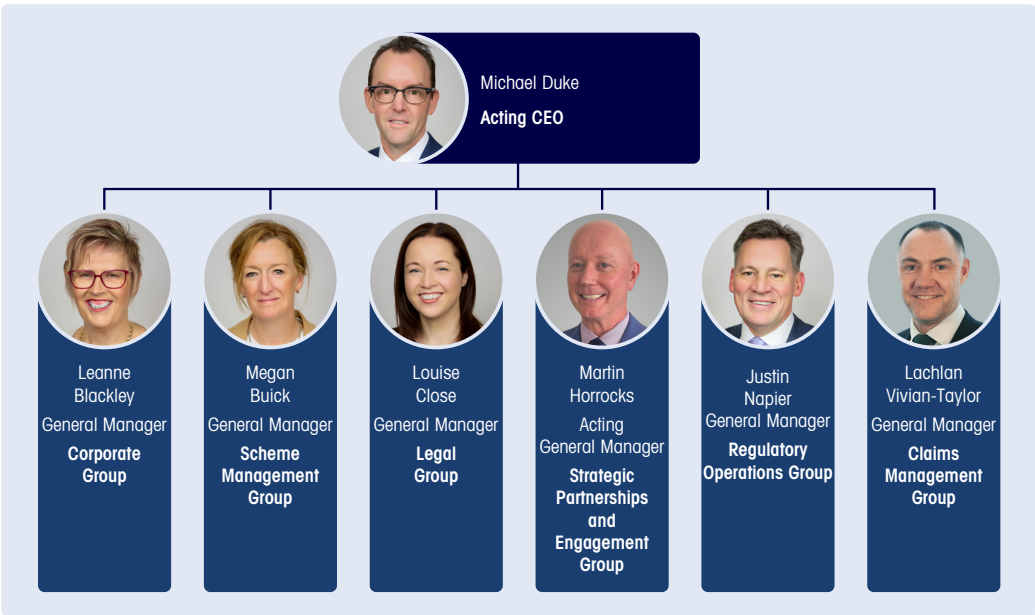 Michael Duke
Acting CEO
Leanne
Blackley
General Manager
Corporate
Group
Megan
Buick
General Manager
Scheme
Management
Group
Louise
Close
General Manager
Legal
Group
Martin
Horrocks
Acting
General Manager
Strategic
Partnerships
and
Engagement
Group
Justin
Napier
General Manager
Regulatory
Operations Group
Lachlan
Vivian-Taylor
General Manager
Claims
Management
Group